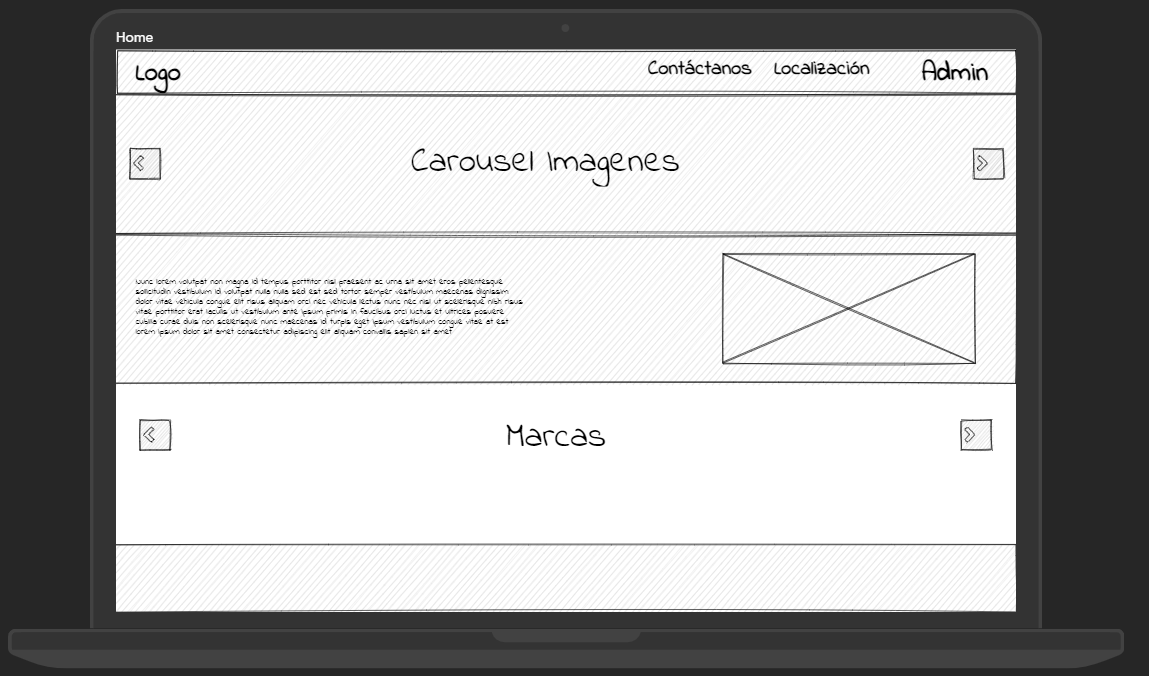 Home
Logo
Contáctanos
Localización
Admin
Carousel Imagenes
Nunc lorem volutpat non magna id tempus porttitor nisl praesent ac urna sit amet eros pellentesque
sollicitudin vestibulum id volutpat nulla nulla sed est sed tortor semper vestibulum maecenas dignissim
dolor vitae vehicula congue elit risus aliquam orci nec vehicula lectus nunc nec nisl ut scelerisque nibh risus
vitae porttitor erat iaculis ut vestibulum ante ipsum primis in faucibus orci luctus et ultrices posuere
cubilia curae duis non scelerisque nunc maecenas id turpis eget ipsum vestibulum congue vitae at est
lorem ipsum dolor sit amet consectetur adipiscing elit aliquam convallis sapien sit amet
Marcas